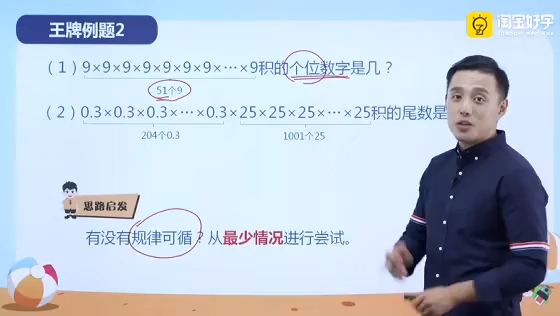 王牌例题2
淘宝好学
(1) 9×9×9×9×9×9×9×⋯×9积的个位数字是几?
51个9
(2) 0.3×0.3×0.3×⋯×0.3×25×25×25×⋯×25积的尾数是
204个0.3
1001个25
思路启发
有没有规律可循?从最少情况进行尝试。